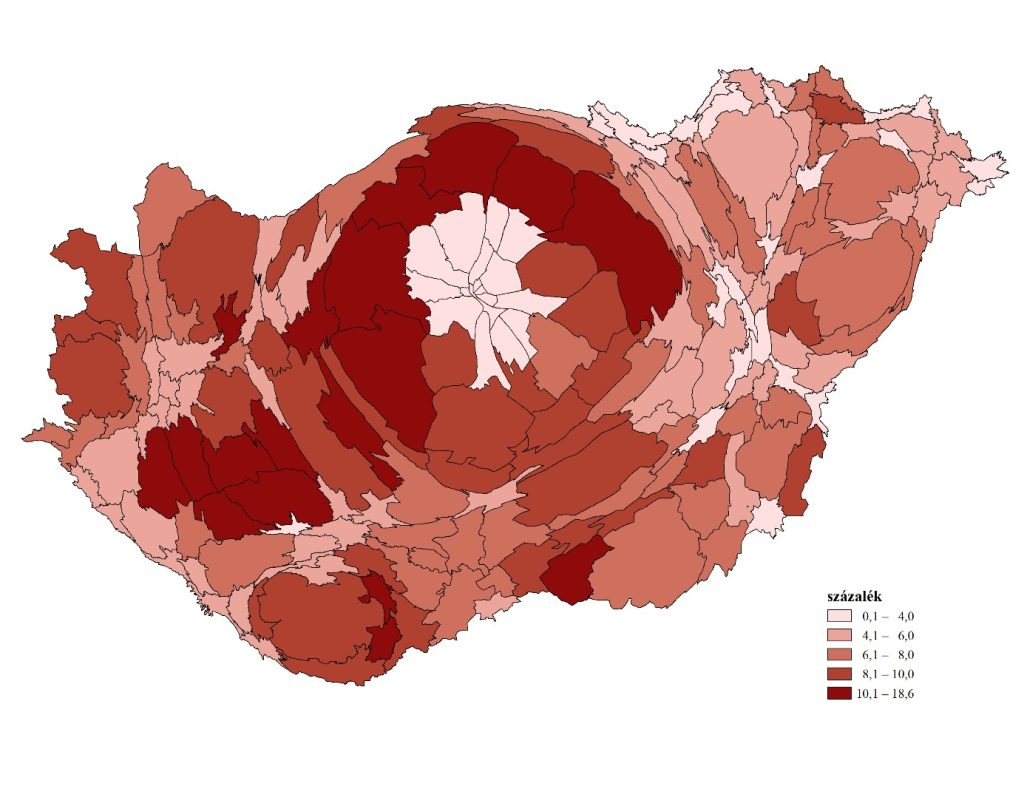 százalék
0,1 – 4,0
4,1 – 6,0
6,1 – 8,0
8,1 – 10,0
10,1 – 18,6